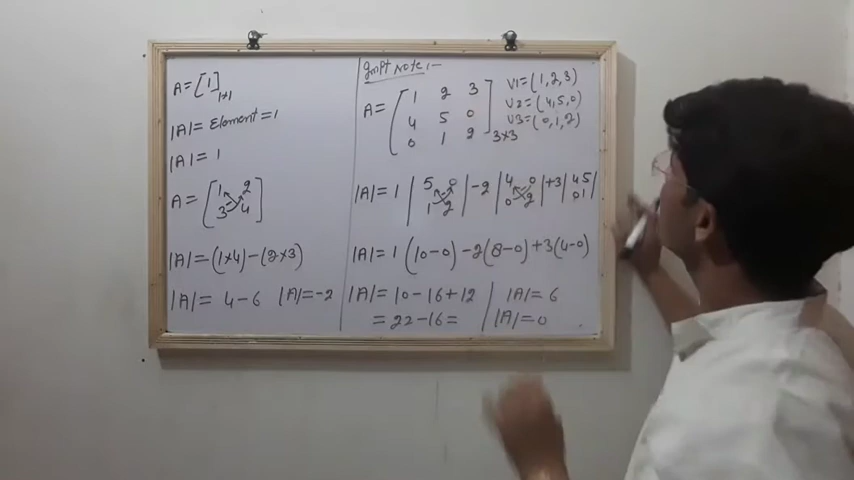 A = [1] 1×1
|A| = Element = 1
|A| = 1
A = [1 2
3 4]
|A| = (1×4) - (2×3)
|A| = 4-6 |A| = -2
Impt Note :-
A = [1 2 3
4 5 0
0 1 2] 3×3
V1 = (1,2,3)
V2 = (4,5,0)
V3 = (0,1,2)
|A| = 1 |5 0 1 2| -2 |4 0 0 2| +3 |4 5 0 1|
|A| = 1 (10-0) -2(8-0) +3(4-0)
|A| = 10-16+12
= 22-16 =
|A| = 6
|A| = 0